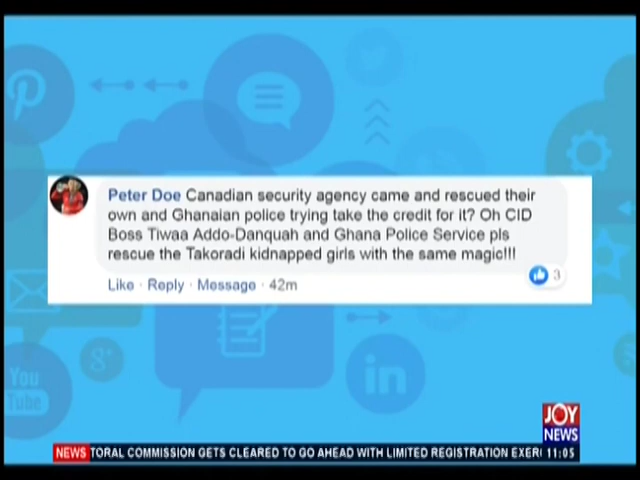 Peter Doe Canadian security agency came and rescued their
own and Ghanaian police trying take the credit for it? Oh CID
Boss Tiwaa Addo-Danquah and Ghana Police Service pls
rescue the Takoradi kidnapped girls with the same magic!!!
3
Like · Reply · Message · 42m
g+
You
Tube
in
JOY
NEWS
NEWS TORAL COMMISSION GETS CLEARED TO GO AHEAD WITH LIMITED REGISTRATION EXER 11:05